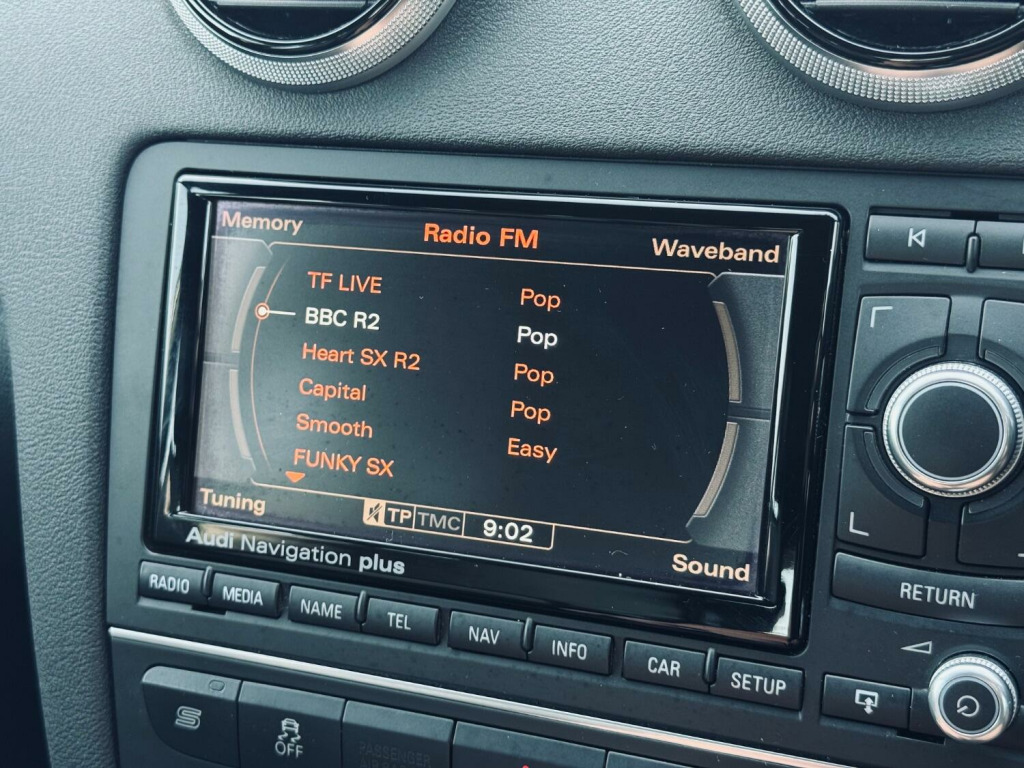 Memory
Radio FM
Waveband
TF LIVE Pop
BBC R2 Pop
Heart SX R2 Pop
Capital Pop
Smooth Easy
FUNKY SX
Tuning
TP TMC 9:02
Sound
Audi Navigation plus
RADIO MEDIA NAME TEL NAV INFO CAR SETUP
RETURN
OFF
PASSENGER